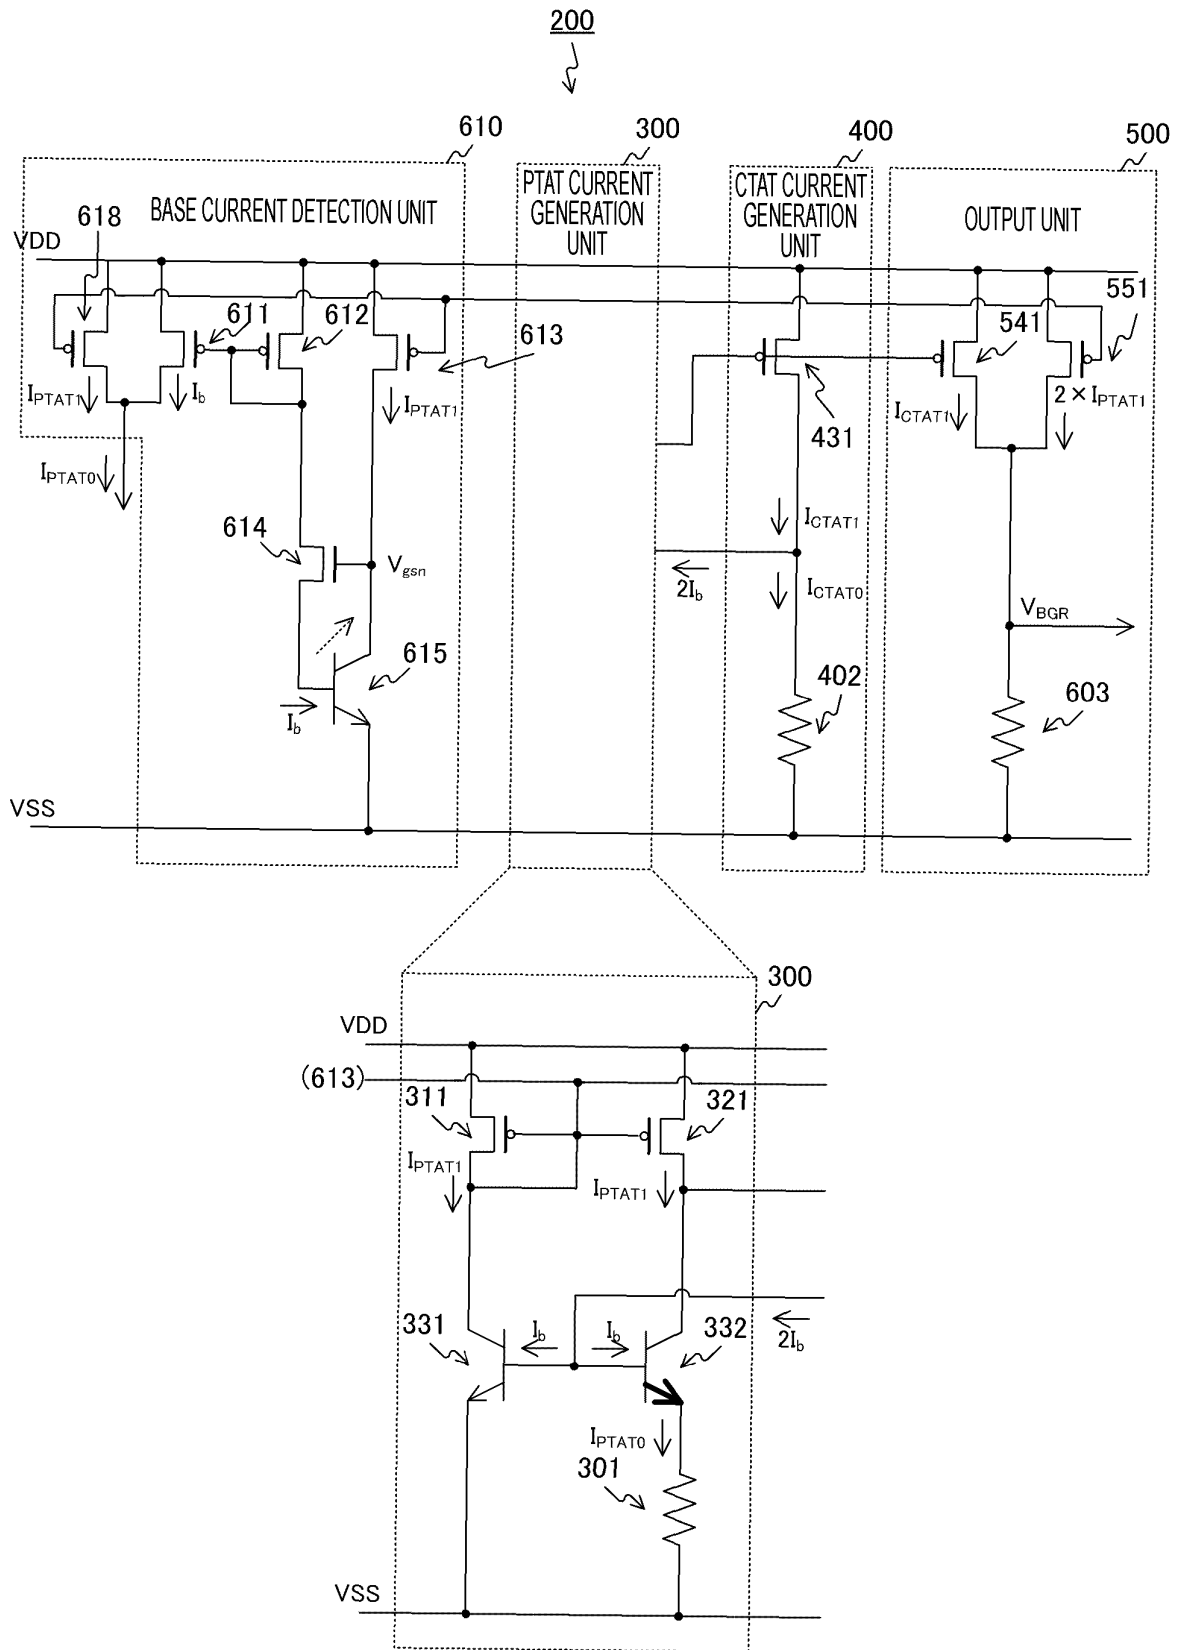 200
610
300
400
500
BASE CURRENT DETECTION UNIT
PTAT CURRENT
GENERATION
UNIT
CTAT CURRENT
GENERATION
UNIT
OUTPUT UNIT
618
VDD
611
612
613
541
551
431
IPTAT1
Ib
IPTAT1
ICTAT1
2 × IPTAT1
IPTAT0
614
Vgsn
ICTAT1
2Ib
ICTAT0
VBGR
615
402
603
Ib
VSS
300
VDD
(613)
311
321
IPTAT1
IPTAT1
331
Ib
Ib
332
2Ib
IPTAT0
301
VSS